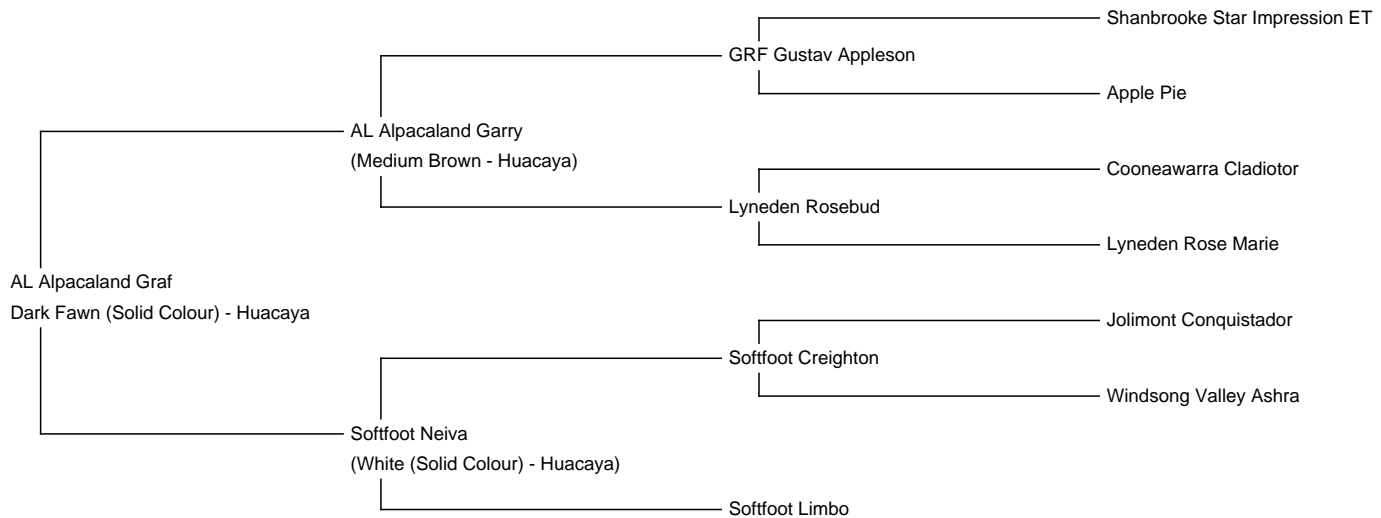 Shanbrooke Star Impression ET
GRF Gustav Appleson
Apple Pie
AL Alpacaland Garry
(Medium Brown - Huacaya)
Cooneawarra Cladiotor
Lyneden Rosebud
Lyneden Rose Marie
AL Alpacaland Graf
Dark Fawn (Solid Colour) - Huacaya
Jolimont Conquistador
Softfoot Creighton
Windsong Valley Ashra
Softfoot Neiva
(White (Solid Colour) - Huacaya)
Softfoot Limbo